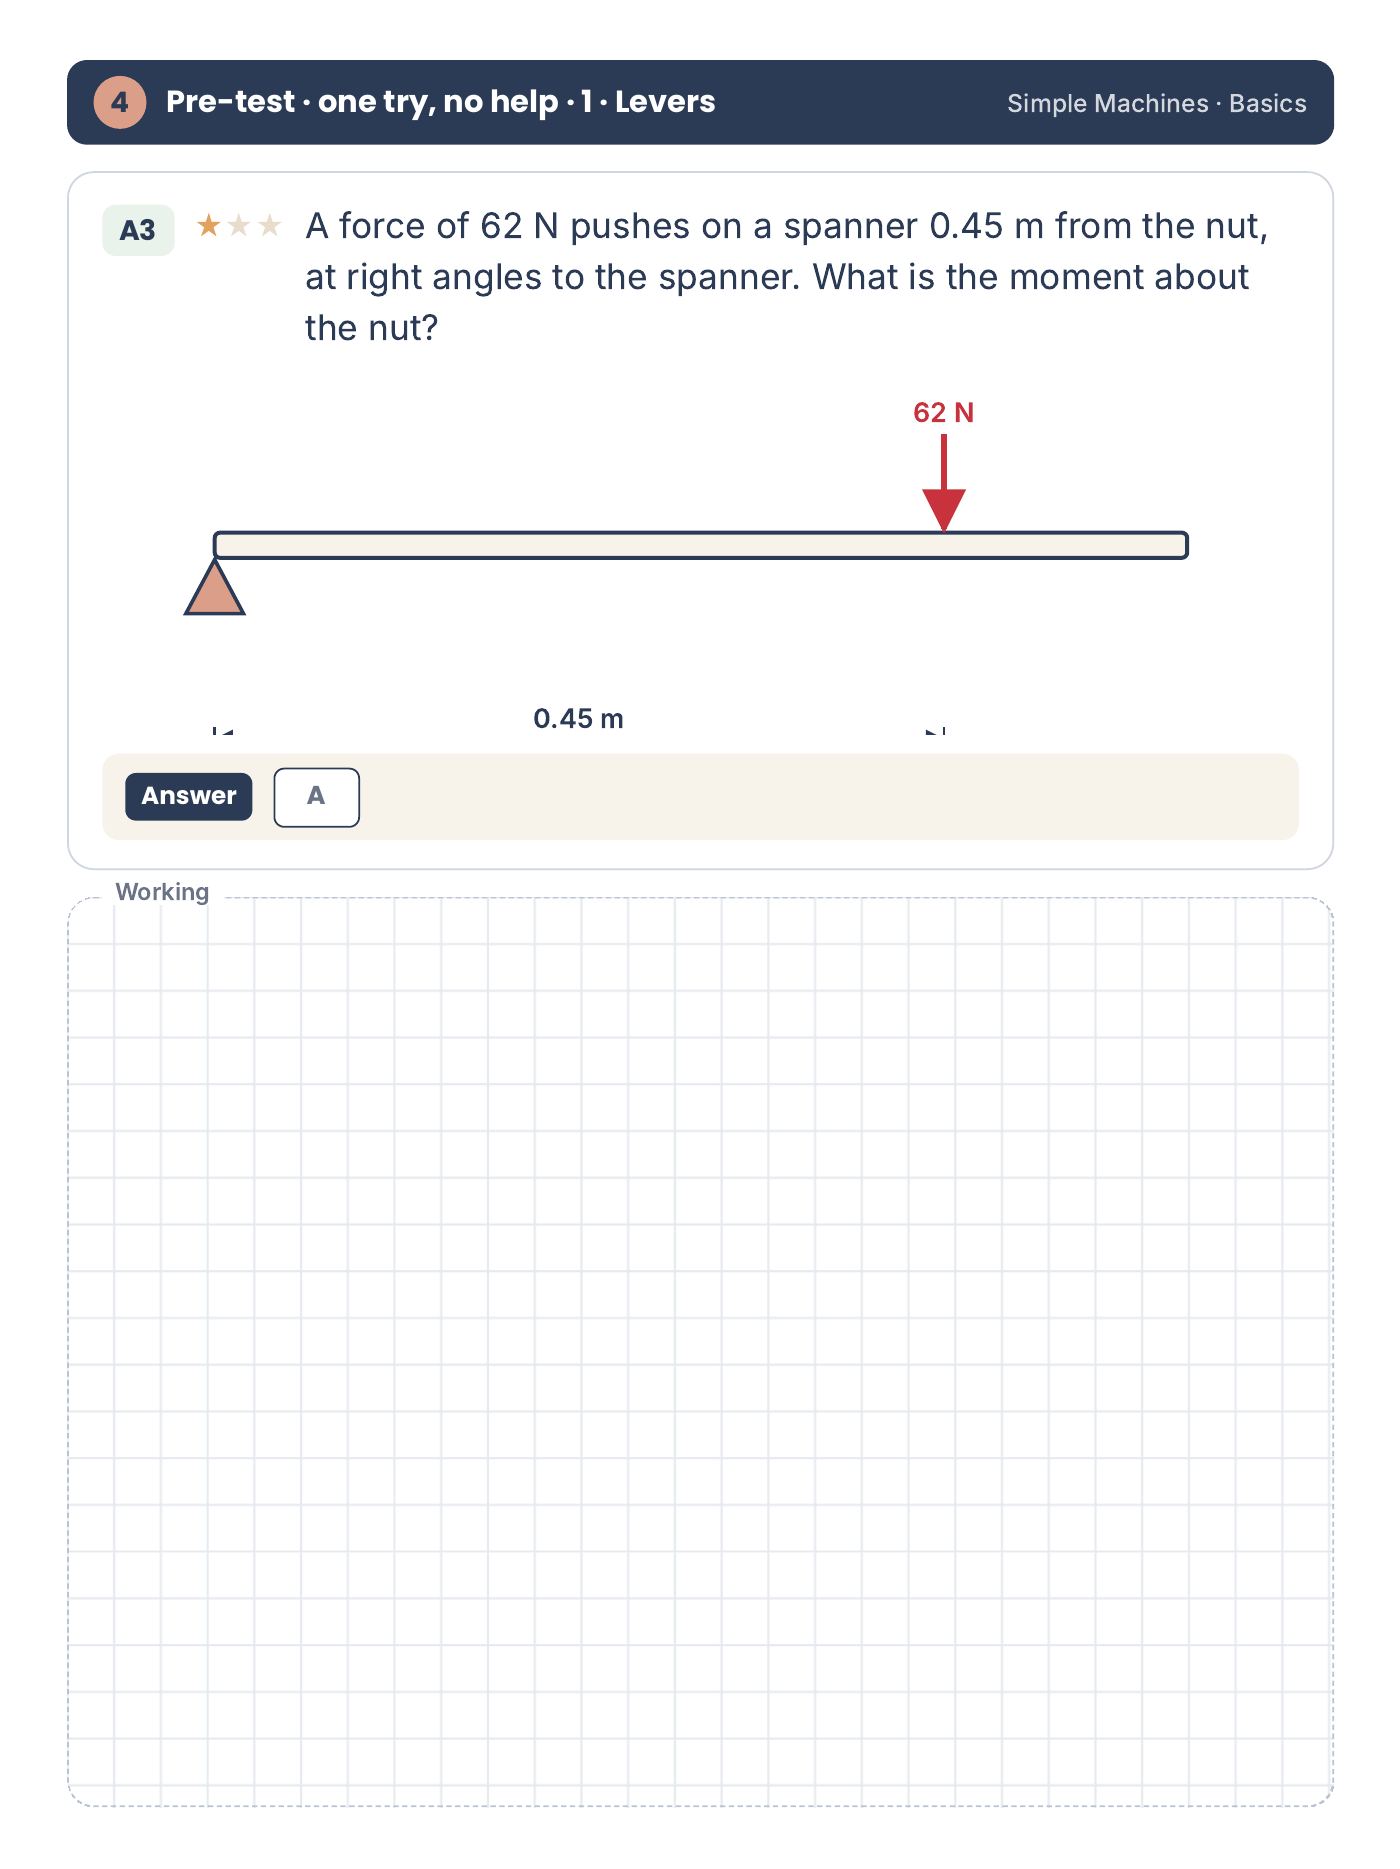 4 Pre-test · one try, no help · 1 · Levers
Simple Machines · Basics
A3 ★★★ A force of 62 N pushes on a spanner 0.45 m from the nut,
at right angles to the spanner. What is the moment about
the nut?
62 N
0.45 m
Answer A
Working